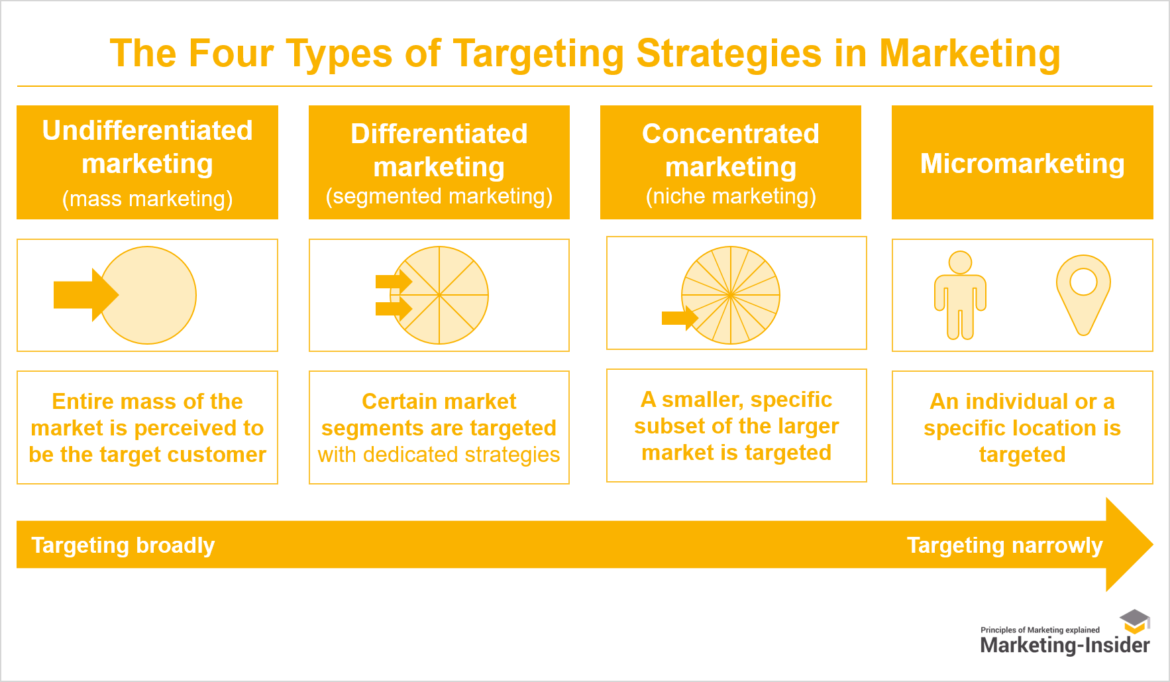 The Four Types of Targeting Strategies in Marketing
Undifferentiated
marketing
(mass marketing)
Differentiated
marketing
(segmented marketing)
Concentrated
marketing
(niche marketing)
Micromarketing
Entire mass of the
market is perceived to
be the target customer
Certain market
segments are targeted
with dedicated strategies
A smaller, specific
subset of the larger
market is targeted
An individual or a
specific location is
targeted
Targeting broadly
Targeting narrowly
Principles of Marketing explained
Marketing-Insider